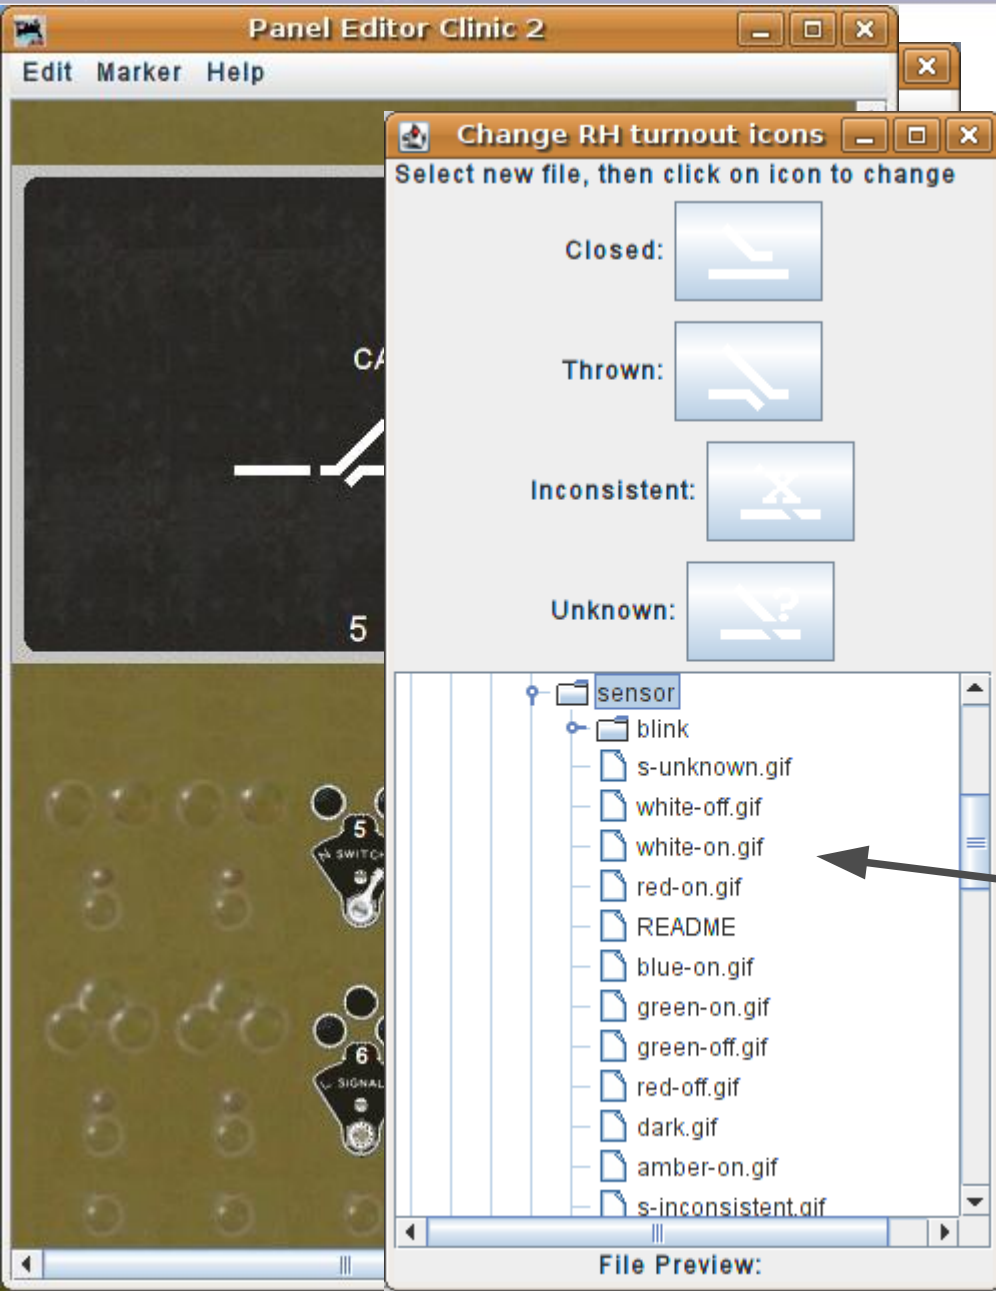 Panel Editor Clinic 2
Edit Marker Help
Change RH turnout icons
Select new file, then click on icon to change
Closed:
Thrown:
Inconsistent:
?
Unknown:
CA
5
sensor
blink
s-unknown.gif
white-off.gif
white-on.gif
red-on.gif
README
blue-on.gif
green-on.gif
green-off.gif
red-off.gif
dark.gif
amber-on.gif
s-inconsistent.gif
File Preview:
5
SWITCH
6
SIGNAL